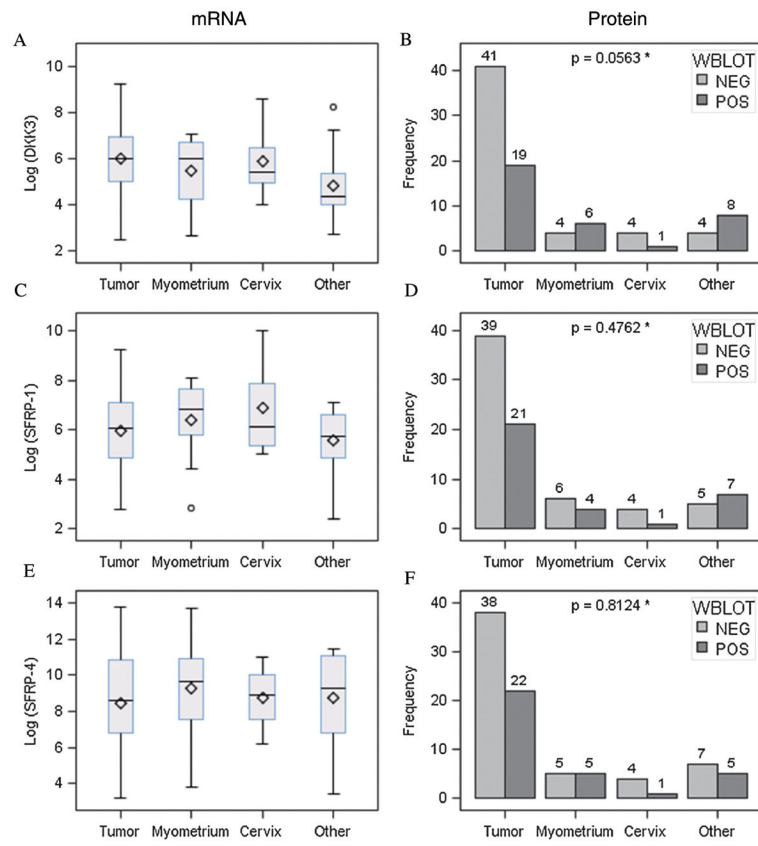 mRNA
Protein
A
Log (DKK3)
10
8
6
4
2
Tumor Myometrium Cervix Other
B
p = 0.0563 *
WBLOT
NEG
POS
Frequency
40
30
20
10
0
41 19 4 6 4 1 4 8
Tumor Myometrium Cervix Other
C
Log (SFRP-1)
10
8
6
4
2
Tumor Myometrium Cervix Other
D
p = 0.4762 *
WBLOT
NEG
POS
Frequency
40
30
20
10
0
39 21 6 4 4 1 5 7
Tumor Myometrium Cervix Other
E
Log (SFRP-4)
14
12
10
8
6
4
Tumor Myometrium Cervix Other
F
p = 0.8124 *
WBLOT
NEG
POS
Frequency
40
30
20
10
0
38 22 5 5 4 1 7 5
Tumor Myometrium Cervix Other